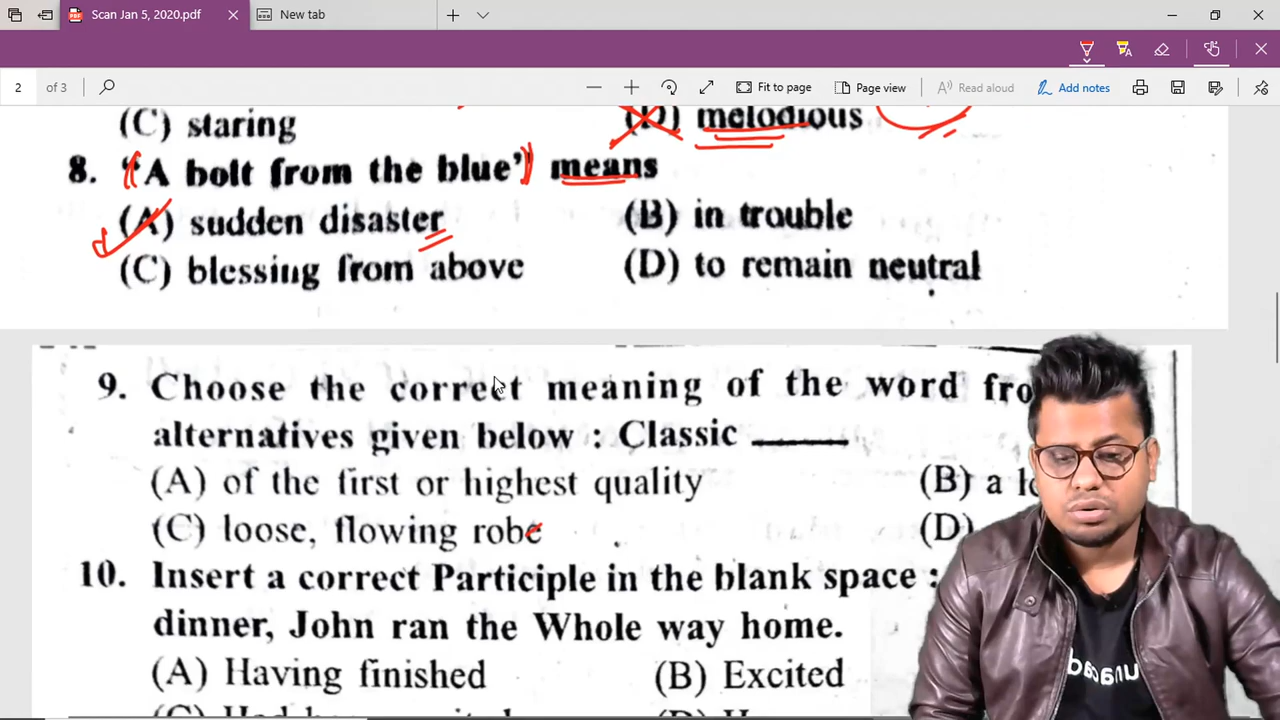 Scan Jan 5, 2020.pdf
New tab
2 of 3
Fit to page
Page view
Read aloud
Add notes
(C) staring (D) melodious
8. 'A bolt from the blue' means
(A) sudden disaster (B) in trouble
(C) blessing from above (D) to remain neutral
9. Choose the correct meaning of the word
alternatives given below : Classic
(A) of the first or highest quality (B) a
(C) loose, flowing robe (D)
10. Insert a correct Participle in the blank space :
dinner, John ran the Whole way home.
(A) Having finished (B) Excited